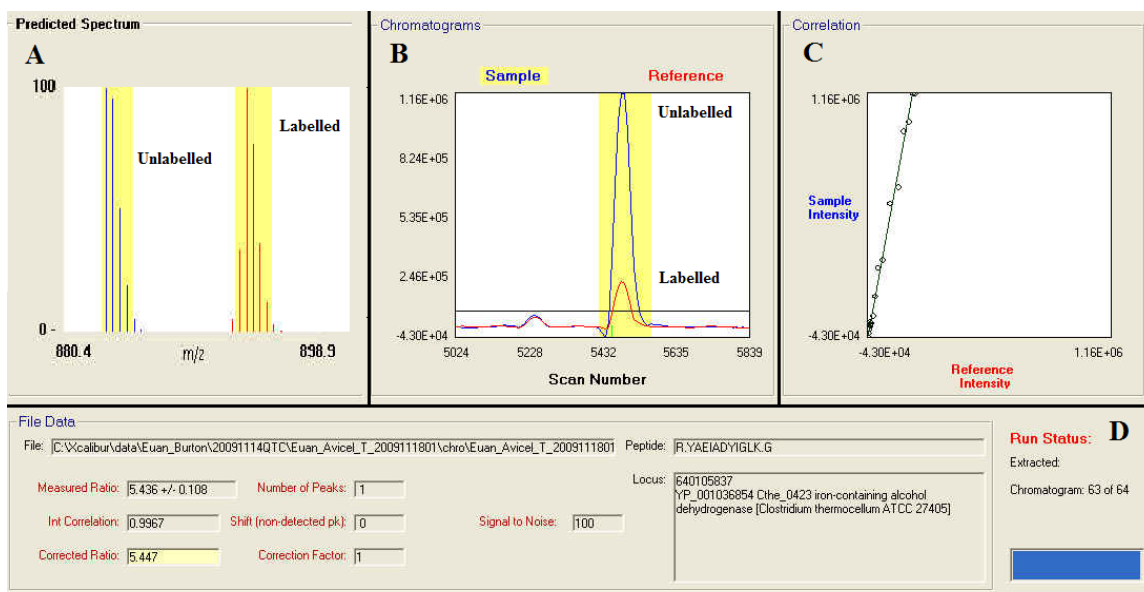 Predicted Spectrum
A
100
Labelled
Unlabelled
0 -
880.4
m/z
898.9
Chromatograms
B
Sample
Reference
1.16E+06
Unlabelled
8.24E+05
5.35E+05
2.46E+05
Labelled
-4.30E+04
5024
5228
5432
5635
5839
Scan Number
Correlation
C
1.16E+06
Sample
Intensity
-4.30E+04
-4.30E+04
1.16E+06
Reference
Intensity
File Data
File: C:\Xcalibur\data\Euan_Burton\20091114QTC\Euan_Avicel_T_2009111801\chro\Euan_Avicel_T_2009111801
Peptide: R.YAEIADYIGLK.G
Measured Ratio: 5.436 +/- 0.108
Number of Peaks: 1
Int Correlation: 0.9967
Shift (non-detected pk): 0
Signal to Noise: 100
Corrected Ratio: 5.447
Correction Factor: 1
Locus: 640105837
YP_001036854 Cthe_0423 iron-containing alcohol
dehydrogenase [Clostridium thermocellum ATCC 27405]
Run Status:
D
Extracted:
Chromatogram: 63 of 64